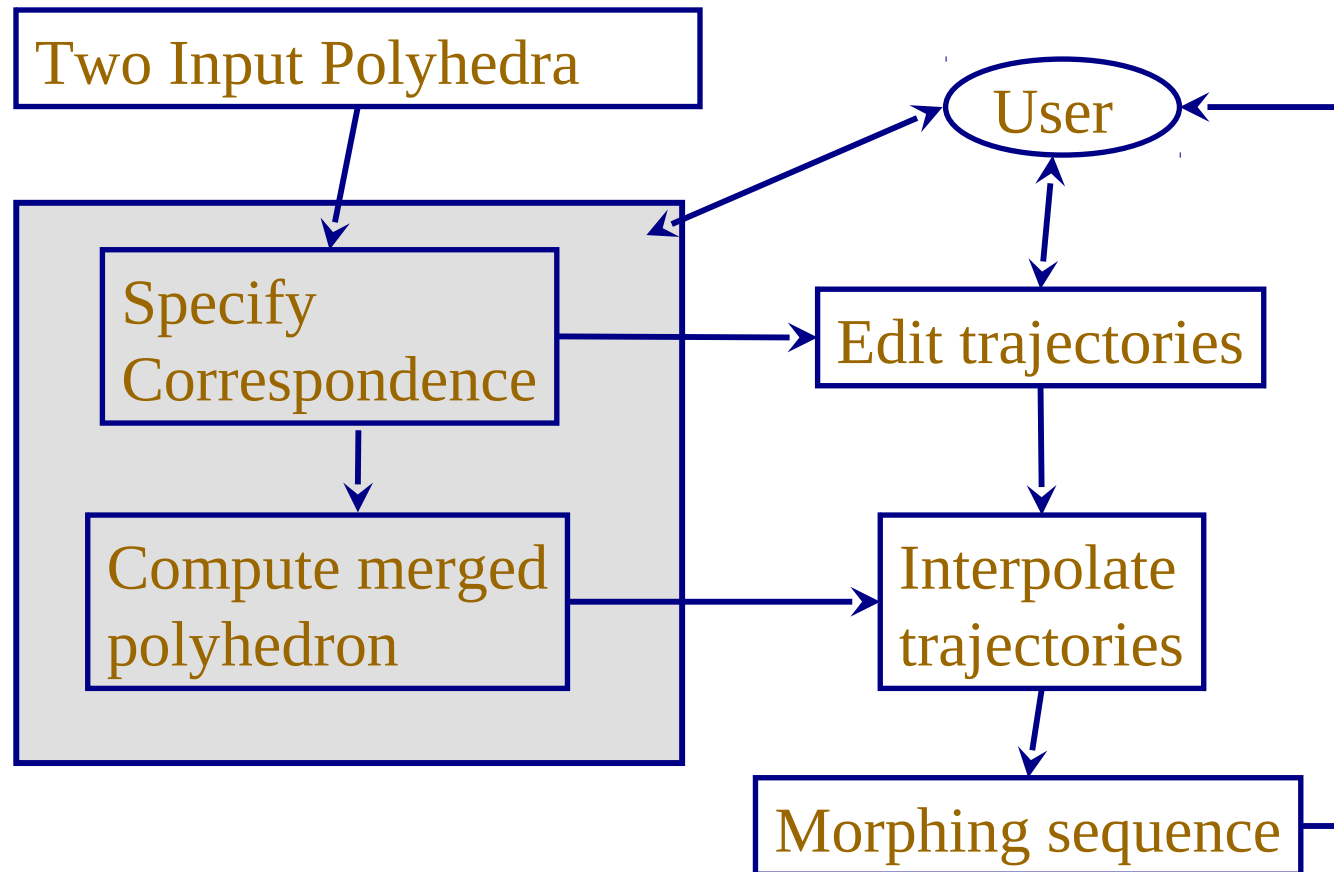 Two Input Polyhedra
User
Specify
Correspondence
Edit trajectories
Compute merged
polyhedron
Interpolate
trajectories
Morphing sequence